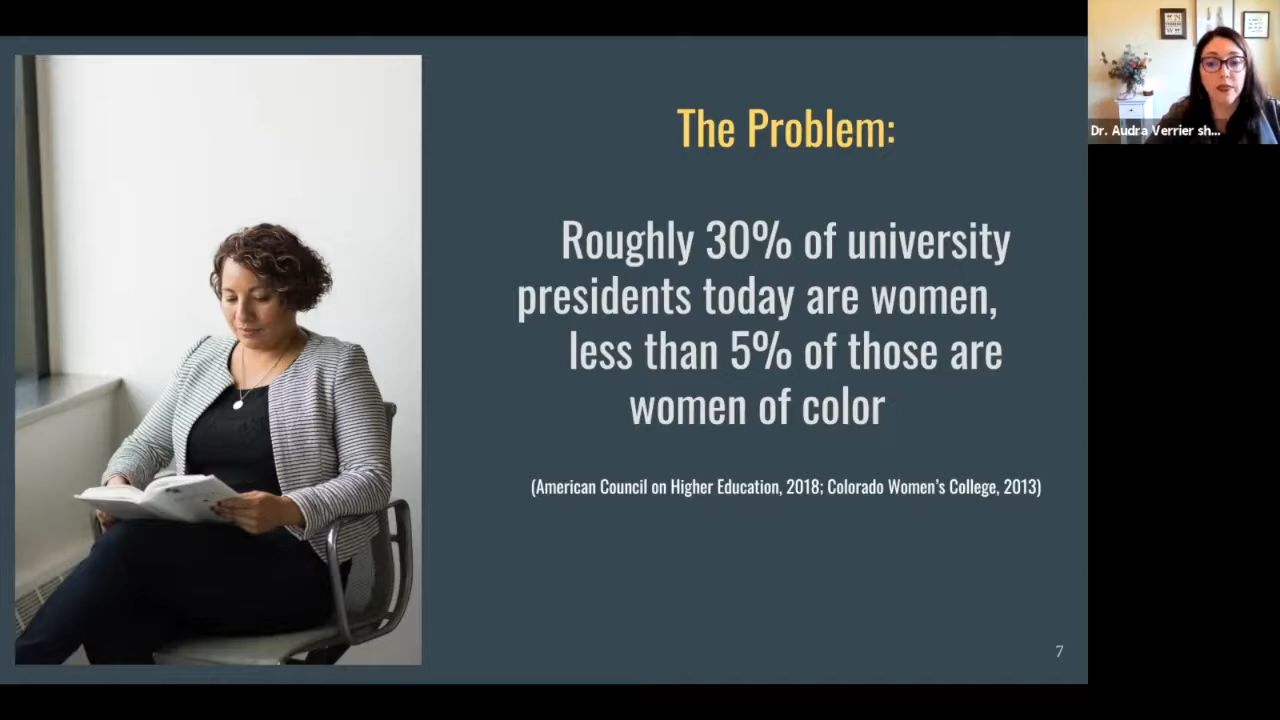 The Problem:
Roughly 30% of university
presidents today are women,
less than 5% of those are
women of color
(American Council on Higher Education, 2018; Colorado Women's College, 2013)
7
Dr. Audra Verrier sh...